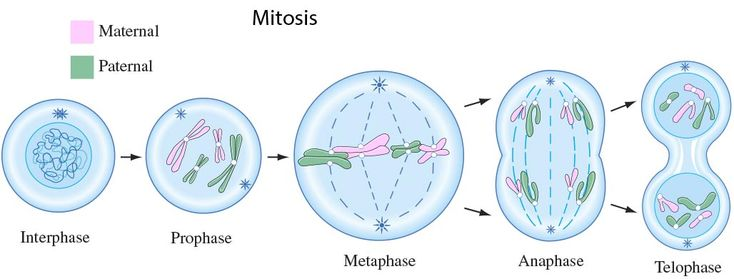 Mitosis
Maternal
Paternal
Interphase
Prophase
Metaphase
Anaphase
Telophase